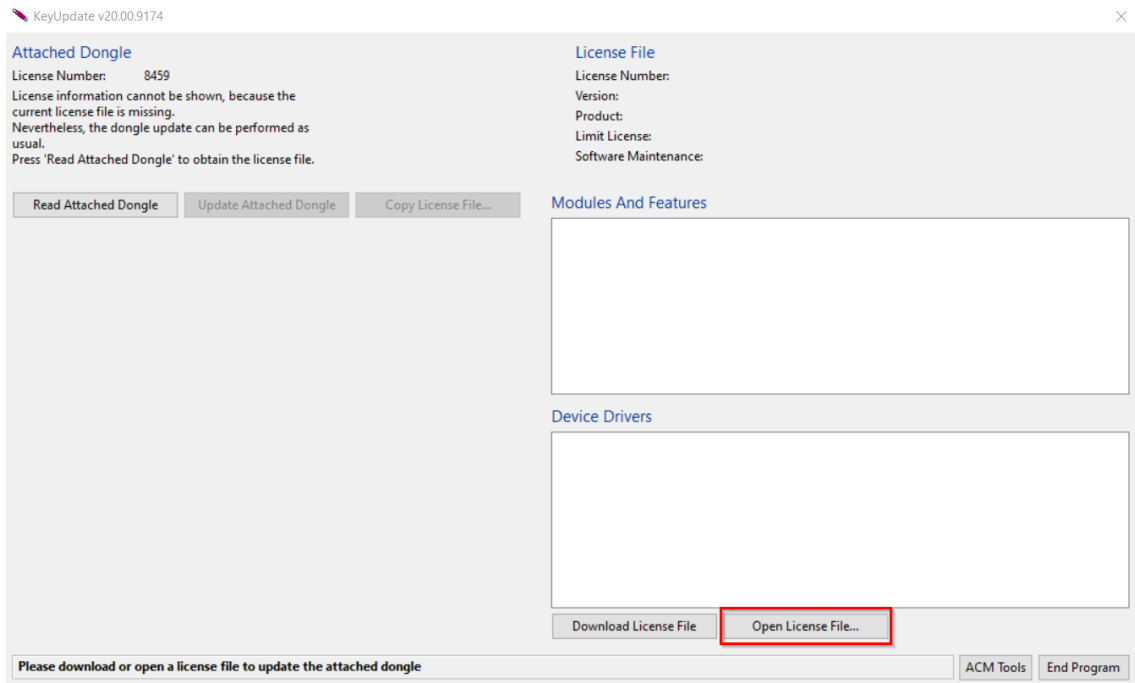 KeyUpdate v20.00.9174
Attached Dongle
License Number: 8459
License information cannot be shown, because the
current license file is missing.
Nevertheless, the dongle update can be performed as
usual.
Press 'Read Attached Dongle' to obtain the license file.
Read Attached Dongle
Update Attached Dongle
Copy License File...
License File
License Number:
Version:
Product:
Limit License:
Software Maintenance:
Modules And Features
Device Drivers
Download License File
Open License File...
Please download or open a license file to update the attached dongle
ACM Tools
End Program